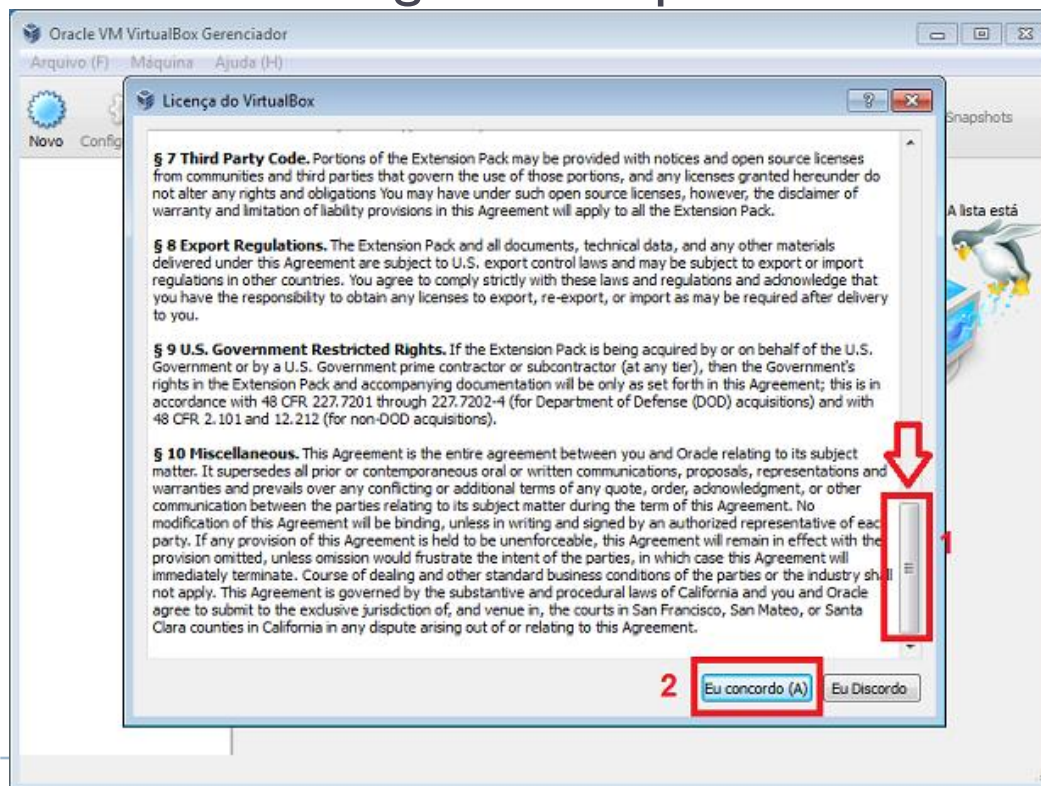 Oracle VM VirtualBox Gerenciador
Arquivo (F) Máquina Ajuda (H)
Licença do VirtualBox
Novo
Snapshots
A lista está
§ 7 Third Party Code. Portions of the Extension Pack may be provided with notices and open source licenses
from communities and third parties that govern the use of those portions, and any licenses granted hereunder do
not alter any rights and obligations You may have under such open source licenses, however, the disclaimer of
warranty and limitation of liability provisions in this Agreement will apply to all the Extension Pack.
§ 8 Export Regulations. The Extension Pack and all documents, technical data, and any other materials
delivered under this Agreement are subject to U.S. export control laws and may be subject to export or import
regulations in other countries. You agree to comply strictly with these laws and regulations and acknowledge that
you have the responsibility to obtain any licenses to export, re-export, or import as may be required after delivery
to you.
§ 9 U.S. Government Restricted Rights. If the Extension Pack is being acquired by or on behalf of the U.S.
Government or by a U.S. Government prime contractor or subcontractor (at any tier), then the Government's
rights in the Extension Pack and accompanying documentation will be only as set forth in this Agreement; this is in
accordance with 48 CFR 227.7201 through 227.7202-4 (for Department of Defense (DOD) acquisitions) and with
48 CFR 2.101 and 12.212 (for non-DOD acquisitions).
§ 10 Miscellaneous. This Agreement is the entire agreement between you and Oracle relating to its subject
matter. It supersedes all prior or contemporaneous oral or written communications, proposals, representations and
warranties and prevails over any conflicting or additional terms of any quote, order, acknowledgment, or other
communication between the parties relating to its subject matter during the term of this Agreement. No
modification of this Agreement will be binding, unless in writing and signed by an authorized representative of each
party. If any provision of this Agreement is held to be unenforceable, this Agreement will remain in effect with the
provision omitted, unless omission would frustrate the intent of the parties, in which case this Agreement will
immediately terminate. Course of dealing and other standard business conditions of the parties or the industry shall
not apply. This Agreement is governed by the substantive and procedural laws of California and you and Oracle
agree to submit to the exclusive jurisdiction of, and venue in, the courts in San Francisco, San Mateo, or Santa
Clara counties in California in any dispute arising out of or relating to this Agreement.
1
2 Eu concordo (A) Eu Discordo